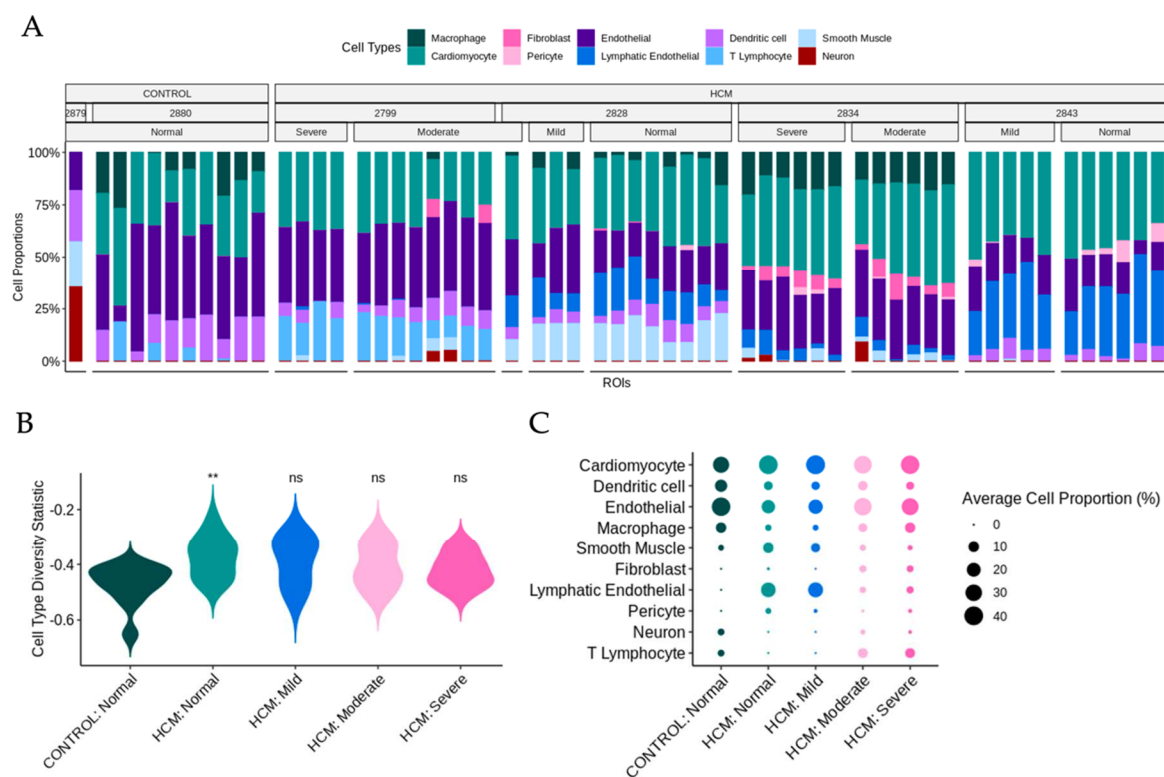 A
Cell Types
Macrophage Fibroblast Endothelial Dendritic cell Smooth Muscle
Cardiomyocyte Pericyte Lymphatic Endothelial T Lymphocyte Neuron
CONTROL HCM
2879 2880 2799 2828 2834 2843
Normal Severe Moderate Mild Normal Severe Moderate Mild Normal
100%
75%
50%
25%
0%
Cell Proportions
ROIs
B
Cell Type Diversity Statistic
** ns ns ns
-0.2
-0.4
-0.6
CONTROL: Normal
HCM: Normal
HCM: Mild
HCM: Moderate
HCM: Severe
C
Cardiomyocyte
Dendritic cell
Endothelial
Macrophage
Smooth Muscle
Fibroblast
Lymphatic Endothelial
Pericyte
Neuron
T Lymphocyte
CONTROL: Normal
HCM: Normal
HCM: Mild
HCM: Moderate
HCM: Severe
Average Cell Proportion (%)
0
10
20
30
40